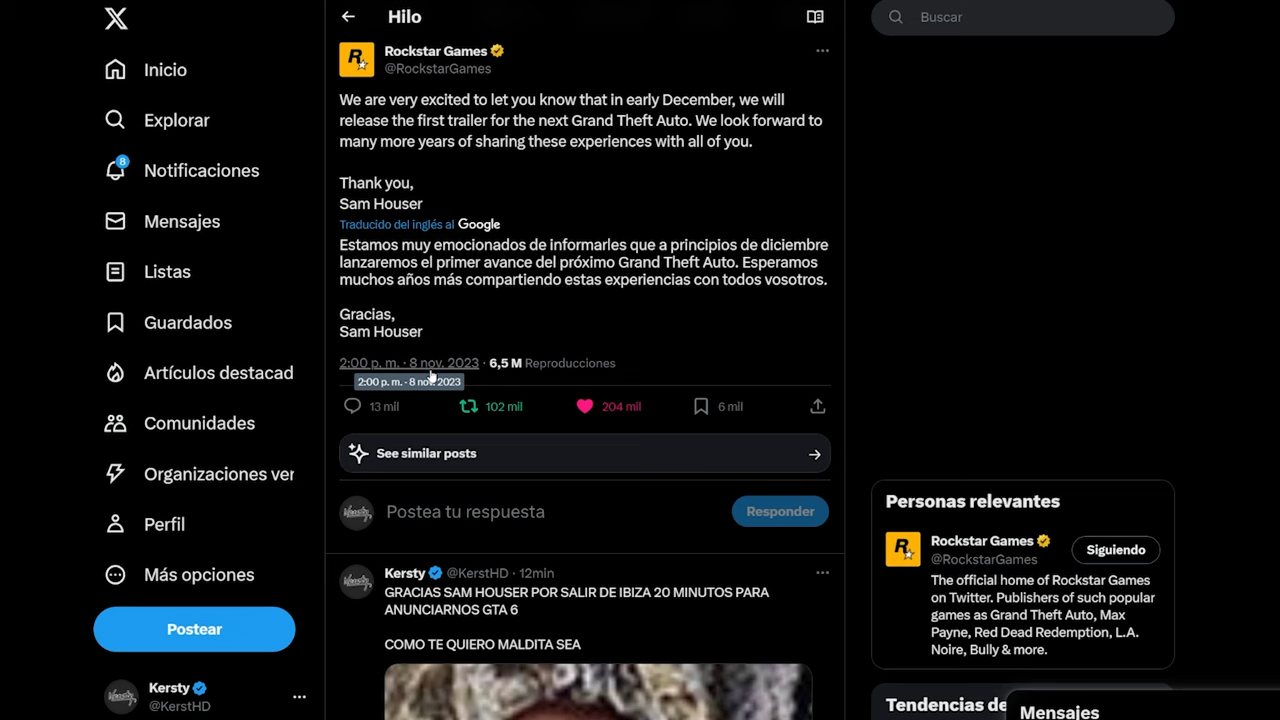 Inicio
Explorar
8
Notificaciones
Mensajes
Listas
Guardados
Artículos destacad
Comunidades
Organizaciones ver
Perfil
Más opciones
Postear
Kersty
@KerstHD
Hilo
Rockstar Games
@RockstarGames
We are very excited to let you know that in early December, we will
release the first trailer for the next Grand Theft Auto. We look forward to
many more years of sharing these experiences with all of you.
Thank you,
Sam Houser
Traducido del inglés al Google
Estamos muy emocionados de informarles que a principios de diciembre
lanzaremos el primer avance del próximo Grand Theft Auto. Esperamos
muchos años más compartiendo estas experiencias con todos vosotros.
Gracias,
Sam Houser
2:00 p. m. · 8 nov. 2023 · 6,5 M Reproducciones
2:00 p. m. · 8 nov. 2023
13 mil 102 mil 204 mil 6 mil
See similar posts
Postea tu respuesta
Responder
Kersty @KerstHD · 12min
GRACIAS SAM HOUSER POR SALIR DE IBIZA 20 MINUTOS PARA
ANUNCIARNOS GTA 6
COMO TE QUIERO MALDITA SEA
Buscar
Personas relevantes
Rockstar Games
@RockstarGames
Siguiendo
The official home of Rockstar Games
on Twitter. Publishers of such popular
games as Grand Theft Auto, Max
Payne, Red Dead Redemption, L.A.
Noire, Bully & more.
Tendencias de
Mensajes